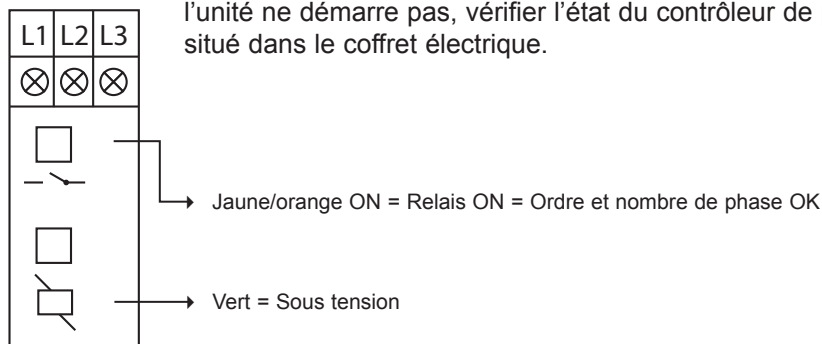 l’unité ne démarre pas, vérifier l’état du contrôleur de
situé dans le coffret électrique.
L1 L2 L3
Jaune/orange ON = Relais ON = Ordre et nombre de phase OK
Vert = Sous tension